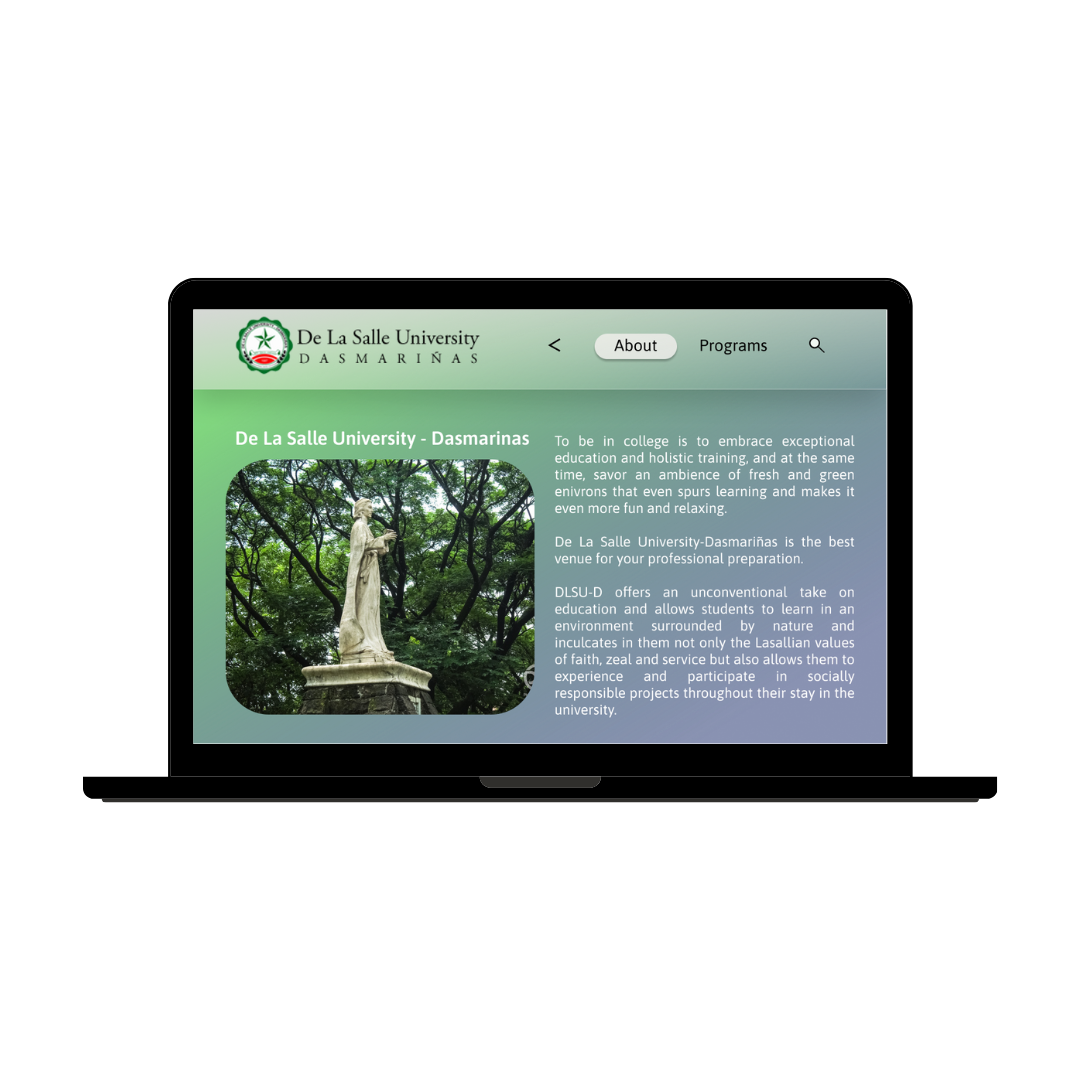 De La Salle University
DASMARIÑAS
<
About
Programs
De La Salle University - Dasmarinas
To be in college is to embrace exceptional
education and holistic training, and at the same
time, savor an ambience of fresh and green
enivrons that even spurs learning and makes it
even more fun and relaxing.
De La Salle University-Dasmariñas is the best
venue for your professional preparation.
DLSU-D offers an unconventional take on
education and allows students to learn in an
environment surrounded by nature and
inculcates in them not only the Lasallian values
of faith, zeal and service but also allows them to
experience and participate in socially
responsible projects throughout their stay in the
university.